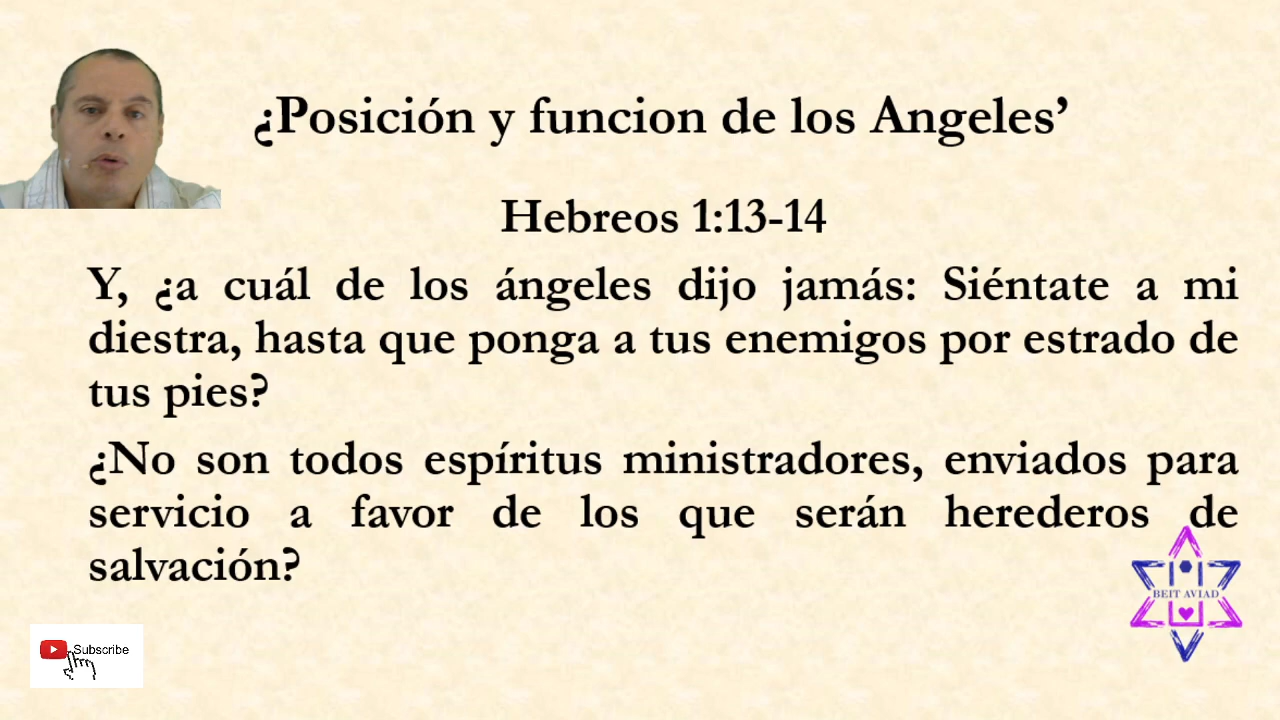 ¿Posición y funcion de los Angeles’
Hebreos 1:13-14
Y, ¿a cuál de los ángeles dijo jamás: Siéntate a mi
diestra, hasta que ponga a tus enemigos por estrado de
tus pies?
¿No son todos espíritus ministradores, enviados para
servicio a favor de los que serán herederos de
salvación?
BEIT AVIAD
Subscribe